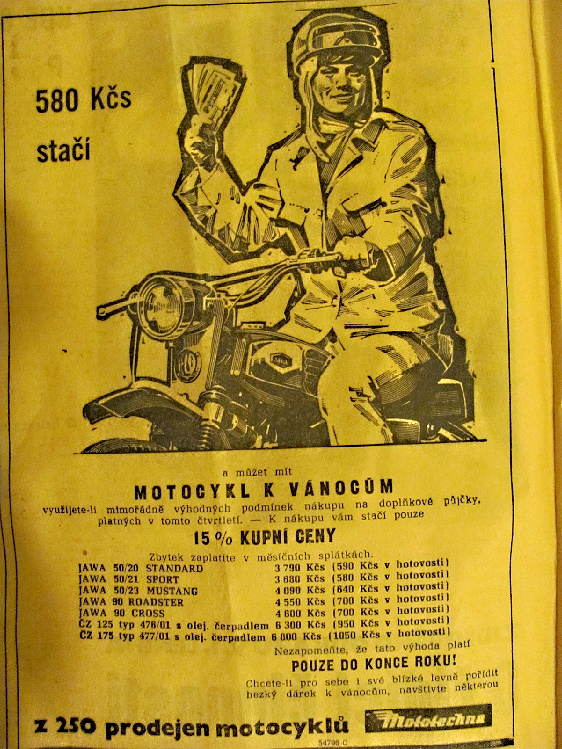 580 Kčs
stačí
a můžet mít
MOTOCYKL K VÁNOCŮM
využijete-li mimořádně výhodných podmínek nákupu na doplňkové půjčky,
platných v tomto čtvrtletí. — K nákupu vám stačí pouze
15% KUPNÍ CENY
Zbytek zaplatíte v měsíčních splátkách.
JAWA 50/20 STANDARD 3 790 Kčs (590 Kčs v hotovosti)
JAWA 50/21 SPORT 3 680 Kčs (580 Kčs v hotovosti)
JAWA 50/23 MUSTANG 4 090 Kčs (640 Kčs v hotovosti)
JAWA 90 ROADSTER 4 550 Kčs (700 Kčs v hotovosti)
JAWA 90 CROSS 4 600 Kčs (700 Kčs v hotovosti)
ČZ 125 typ 476/01 s olej. čerpadlem 6 300 Kčs (950 Kčs v hotovosti)
ČZ 175 typ 477/01 s olej. čerpadlem 6 800 Kčs (1050 Kčs v hotovosti)
Nezapomeňte, že tato výhoda platí
POUZE DO KONCE ROKU!
Chcete-li pro sebe i své blízké levně pořídit
hezký dárek k vánocům, navštivte některou
z 250 prodejen motocyklů Mototechna
54796-C